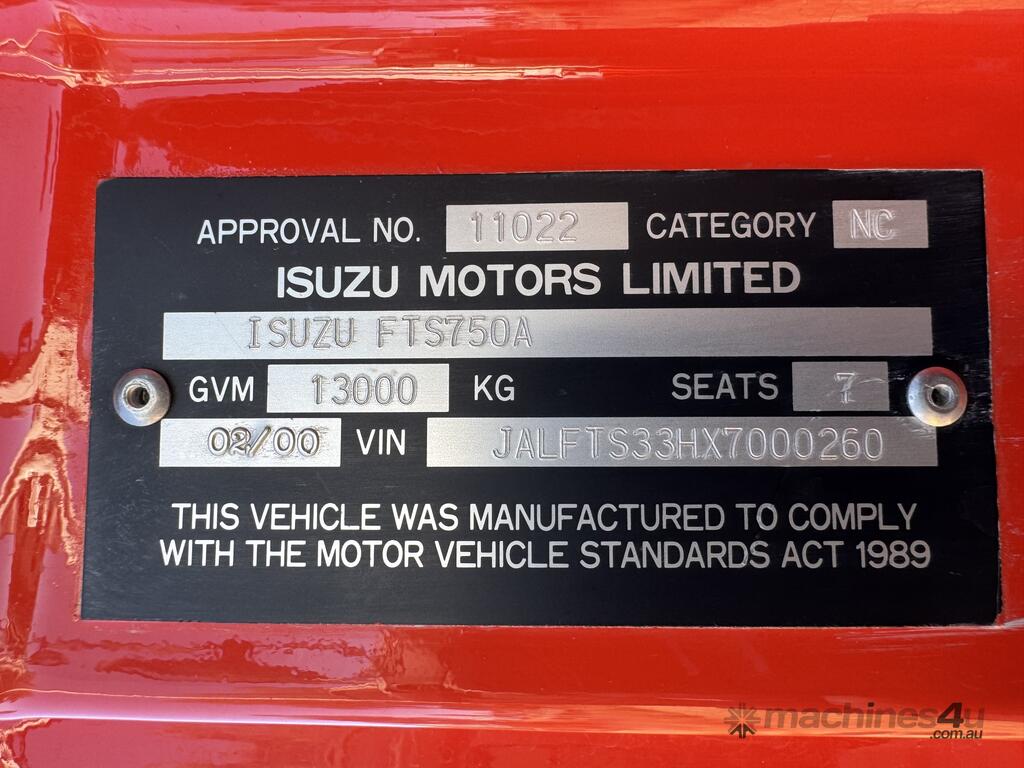 APPROVAL NO. 11022 CATEGORY NC
ISUZU MOTORS LIMITED
ISUZU FTS750A
GVM 13000 KG SEATS 7
02/00 VIN JALFTS33HX7000260
THIS VEHICLE WAS MANUFACTURED TO COMPLY
WITH THE MOTOR VEHICLE STANDARDS ACT 1989
machines4u
.com.au